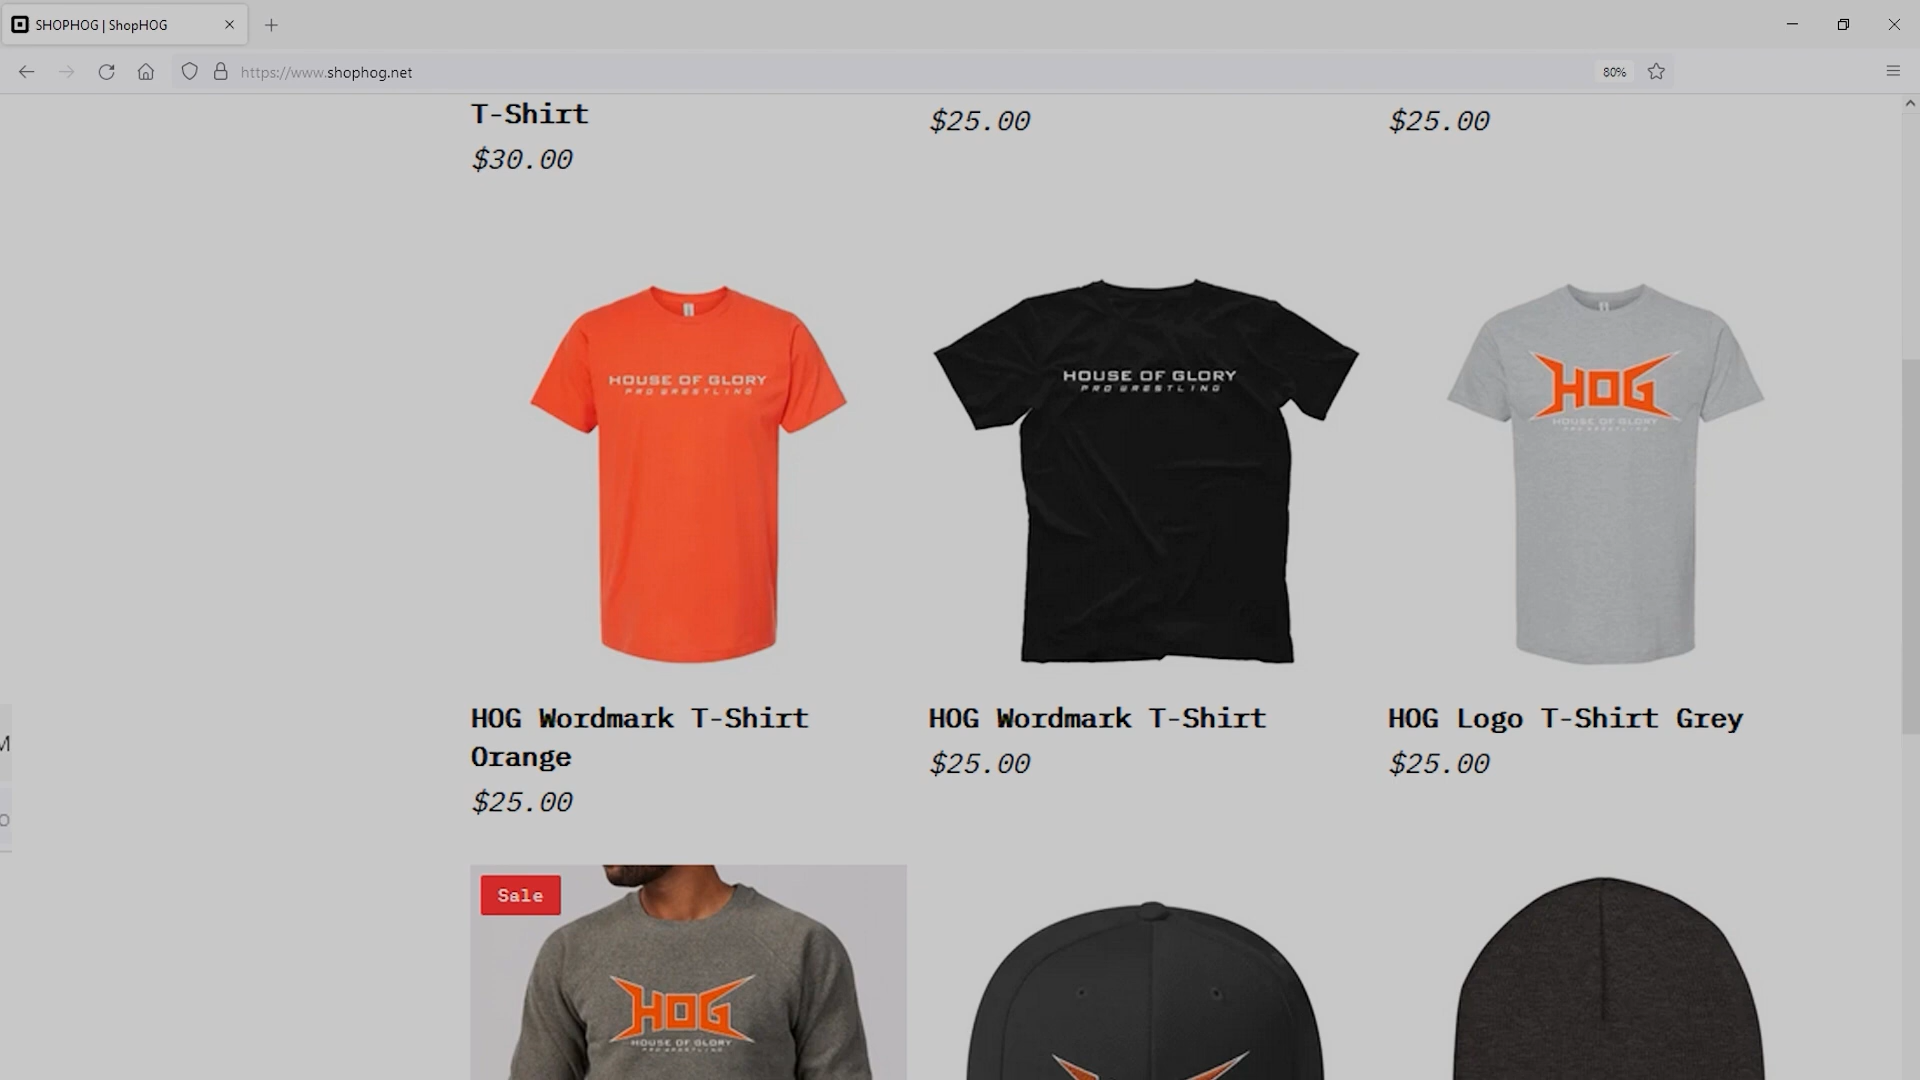 SHOPHOG | ShopHOG
https://www.shophog.net
80%
T-Shirt
$30.00
$25.00
$25.00
HOUSE OF GLORY
PRO WRESTLING
HOUSE OF GLORY
PRO WRESTLING
HOG
HOUSE OF GLORY
PRO WRESTLING
HOG Wordmark T-Shirt
Orange
$25.00
HOG Wordmark T-Shirt
$25.00
HOG Logo T-Shirt Grey
$25.00
Sale
HOG
HOUSE OF GLORY
PRO WRESTLING